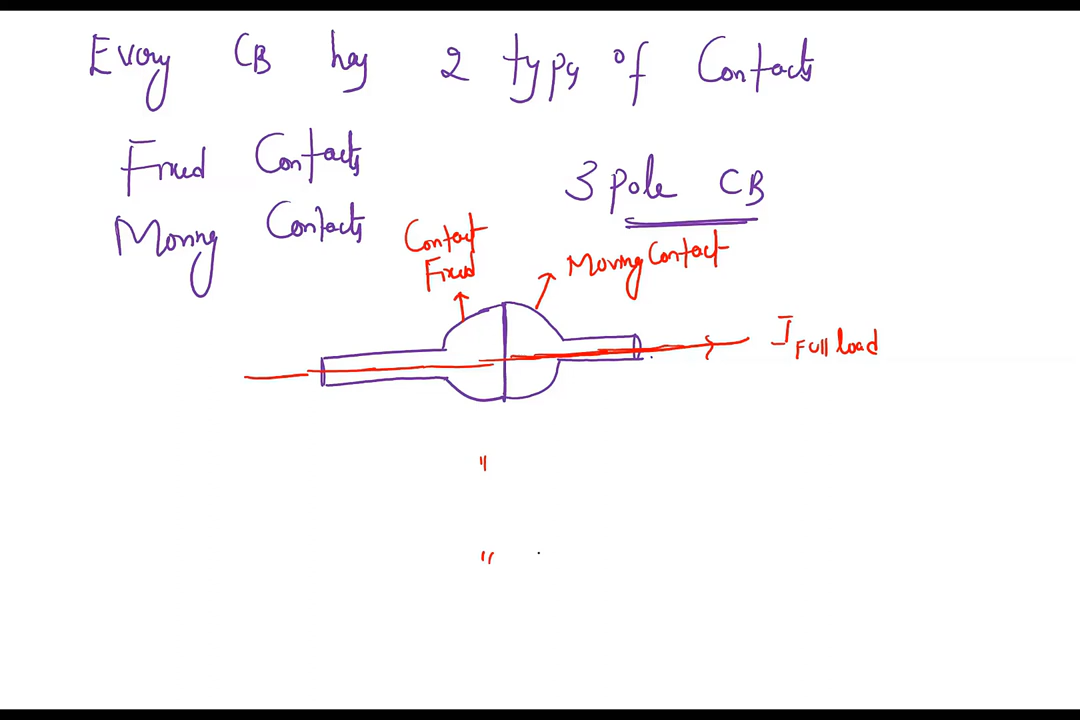 Every CB has 2 types of Contacts
Fixed Contacts
Moving Contacts
3 pole CB
Contact
Fixed
Moving Contact
I Full load
"
"